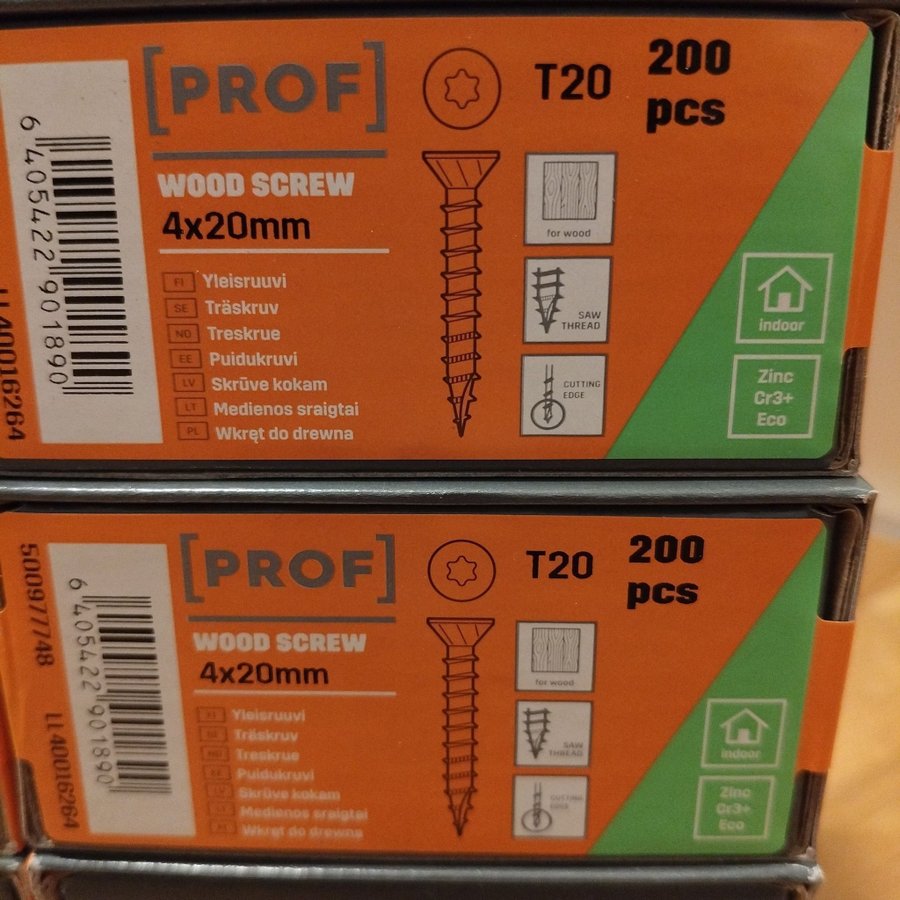 [PROF]
T20
200
pcs
WOOD SCREW
4x20mm
for wood
SAW
THREAD
CUTTING
EDGE
FI Yleisruuvi
SE Träskruv
NO Treskrue
EE Puidukruvi
LV Skrūve kokam
LT Medienos sraigtai
PL Wkręt do drewna
indoor
Zinc
Cr3+
Eco
6 405422 901890
LL40016264
[PROF]
T20
200
pcs
WOOD SCREW
4x20mm
for wood
SAW
THREAD
CUTTING
EDGE
Yleisruuvi
Träskruv
Treskrue
Puidukruvi
Skrūve kokam
Medienos sraigtai
Wkręt do drewna
indoor
Zinc
Cr3+
Eco
6 405422 901890
500977748
LL40016264